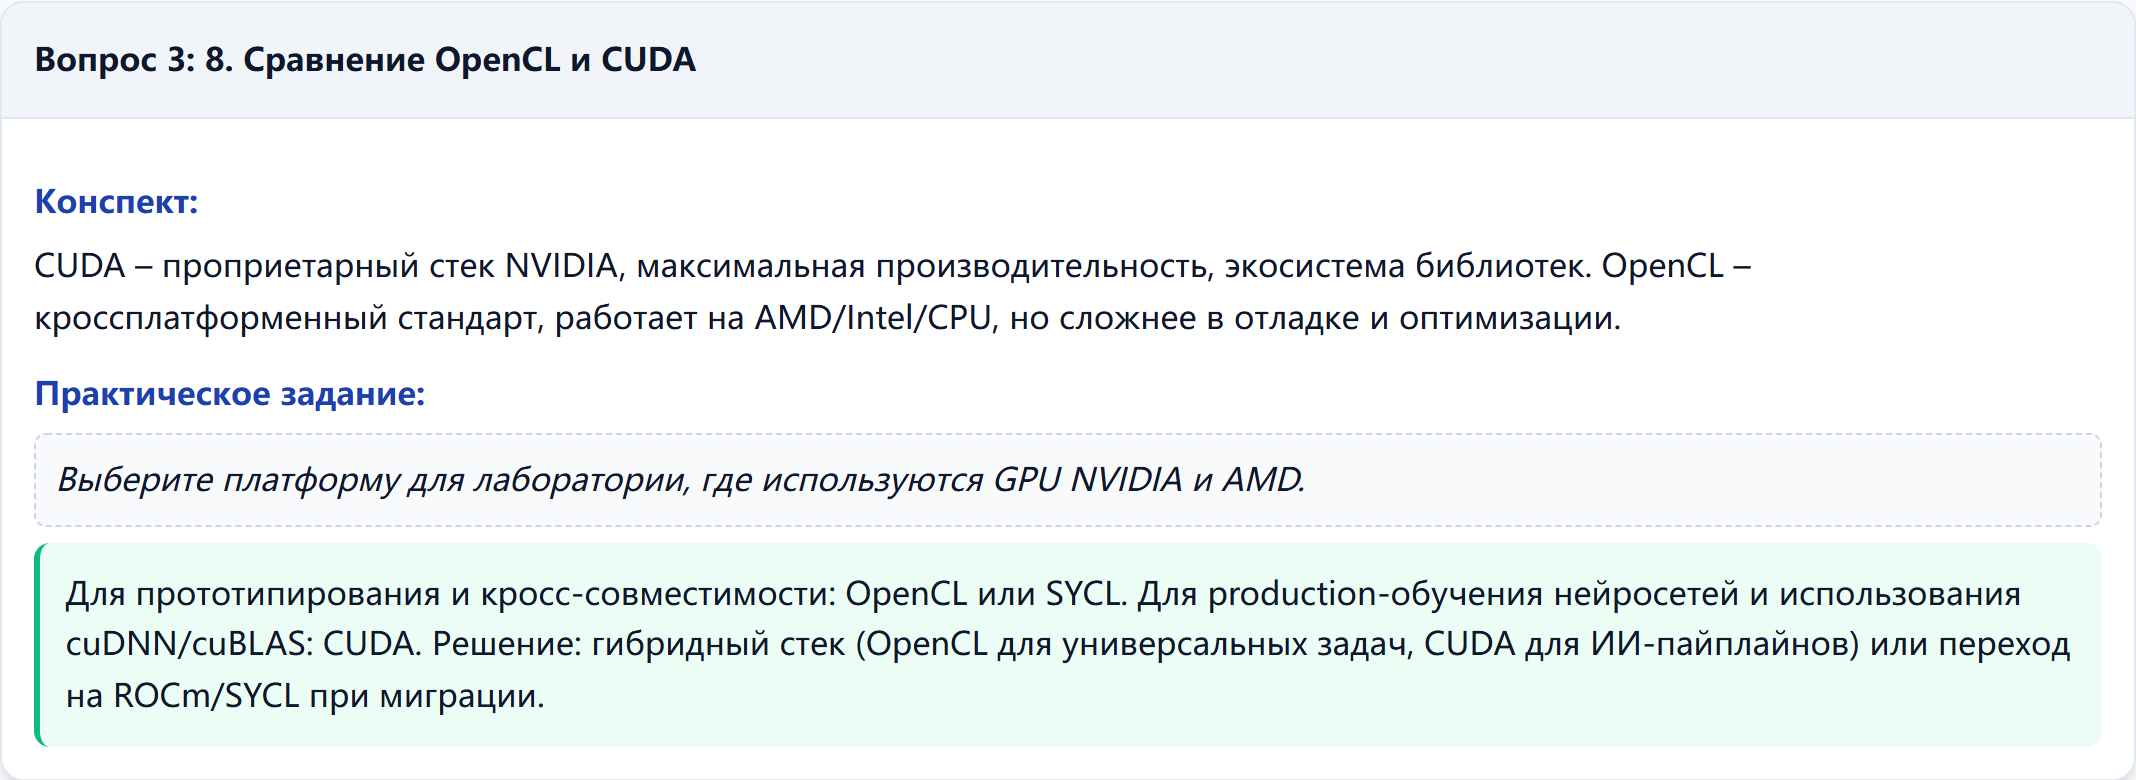 Вопрос 3: 8. Сравнение OpenCL и CUDA
Конспект:
CUDA – проприетарный стек NVIDIA, максимальная производительность, экосистема библиотек. OpenCL –
кроссплатформенный стандарт, работает на AMD/Intel/CPU, но сложнее в отладке и оптимизации.
Практическое задание:
Выберите платформу для лаборатории, где используются GPU NVIDIA и AMD.
Для прототипирования и кросс-совместимости: OpenCL или SYCL. Для production-обучения нейросетей и использования
cuDNN/cuBLAS: CUDA. Решение: гибридный стек (OpenCL для универсальных задач, CUDA для ИИ-пайплайнов) или переход
на ROCm/SYCL при миграции.